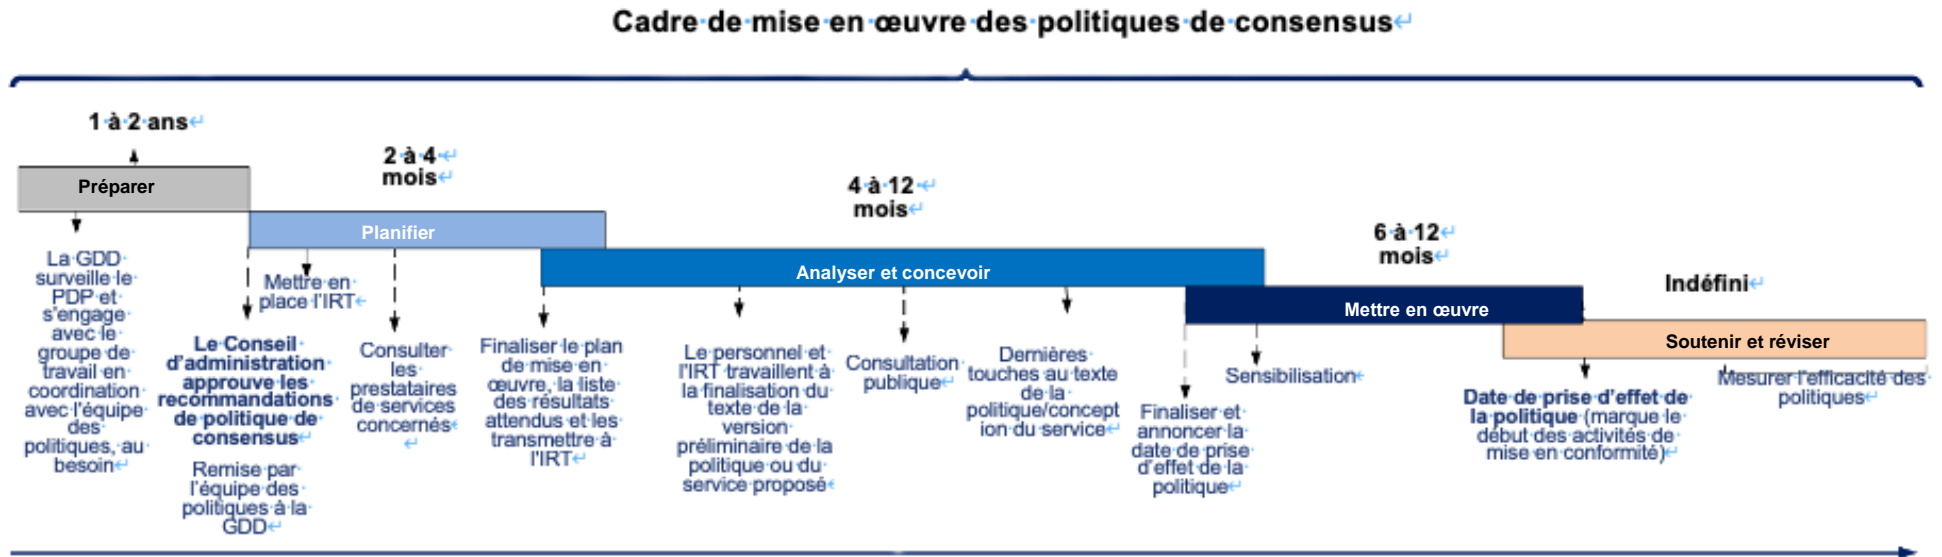 Cadre de mise en œuvre des politiques de consensus
1 à 2 ans
Préparer
La GDD
surveille le
PDP et
s'engage
avec le
groupe de
travail en
coordination
avec l'équipe
des
politiques, au
besoin
2 à 4
mois
Planifier
Le Conseil
d'administration
approuve les
recommandations
de politique de
consensus
Remise par
l'équipe des
politiques à la
GDD
Mettre en
place l'IRT
Consulter
les
prestataires
de services
concernés
4 à 12
mois
Analyser et concevoir
Finaliser le plan
de mise en
œuvre, la liste
des résultats
attendus et les
transmettre à
l'IRT
Le personnel et
l'IRT travaillent à
la finalisation du
texte de la
version
préliminaire de la
politique ou du
service proposé
Consultation
publique
Dernières
touches au texte
de la
politique/concept
ion du service
6 à 12
mois
Mettre en œuvre
Finaliser et
annoncer la
date de prise
d'effet de la
politique
Sensibilisation
Indéfini
Soutenir et réviser
Date de prise d'effet de
la politique (marque le
début des activités de
mise en conformité)
Mesurer l'efficacité des
politiques